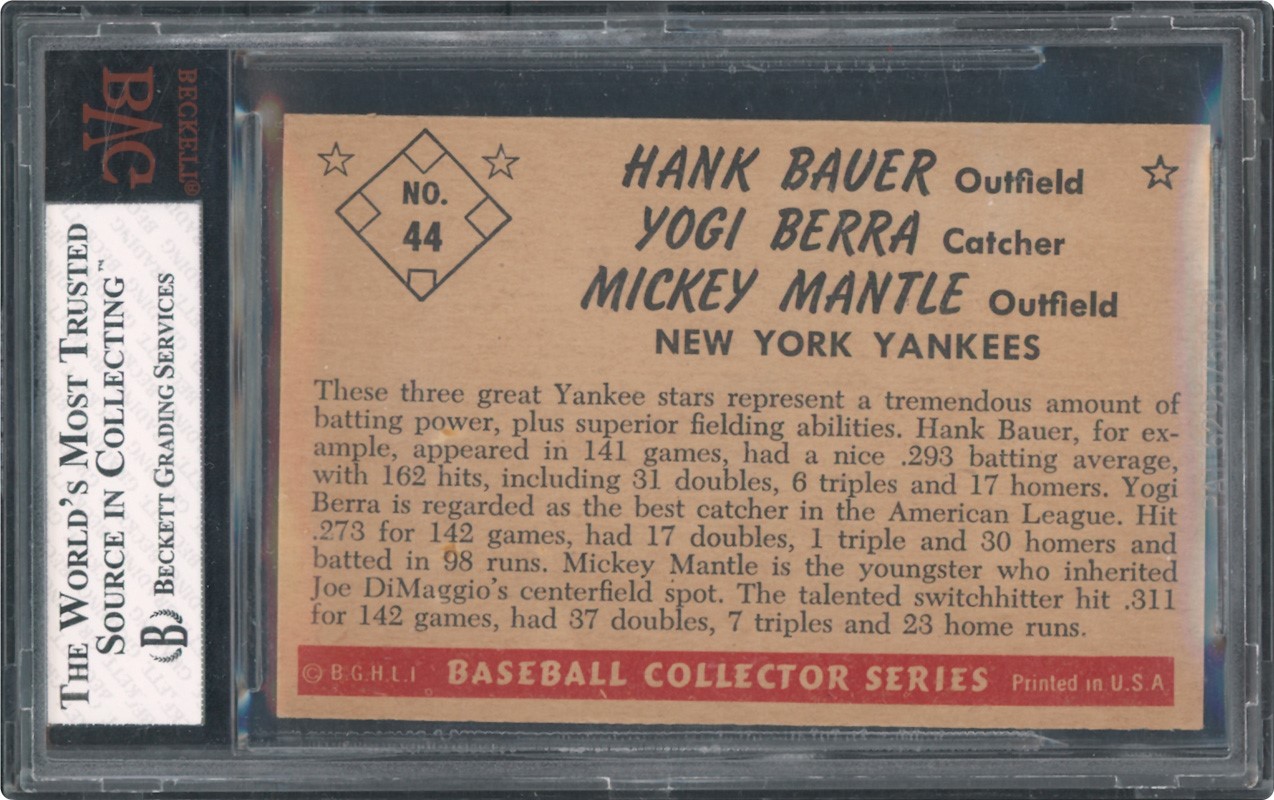 BVG
BECKETT®
THE WORLD'S MOST TRUSTED
SOURCE IN COLLECTING™
B BECKETT GRADING SERVICES
NO.
44
HANK BAUER Outfield
YOGI BERRA Catcher
MICKEY MANTLE Outfield
NEW YORK YANKEES
These three great Yankee stars represent a tremendous amount of
batting power, plus superior fielding abilities. Hank Bauer, for ex-
ample, appeared in 141 games, had a nice .293 batting average,
with 162 hits, including 31 doubles, 6 triples and 17 homers. Yogi
Berra is regarded as the best catcher in the American League. Hit
.273 for 142 games, had 17 doubles, 1 triple and 30 homers and
batted in 98 runs. Mickey Mantle is the youngster who inherited
Joe DiMaggio's centerfield spot. The talented switchhitter hit .311
for 142 games, had 37 doubles, 7 triples and 23 home runs.
© B.G.H.L.I BASEBALL COLLECTOR SERIES Printed in U.S.A